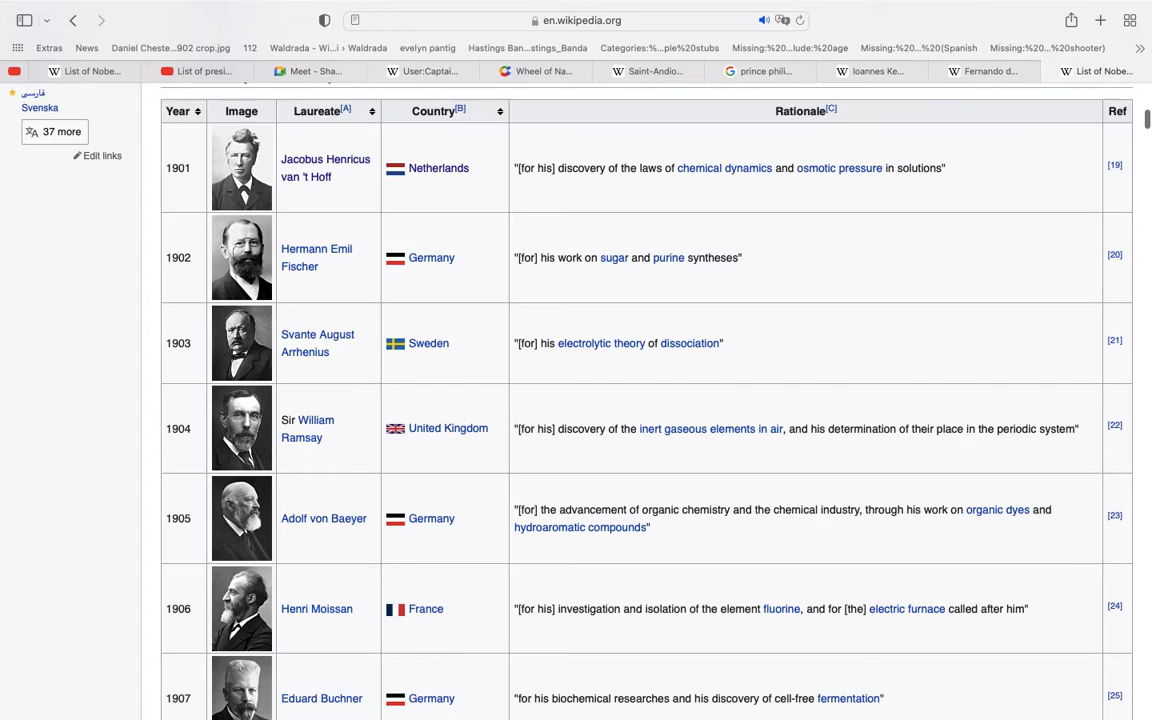 en.wikipedia.org
Extras News Daniel Cheste...902 crop.jpg 112 Waldrada - Wi...i › Waldrada evelyn pantig Hastings Ban...stings_Banda Categories:%...ple%20stubs Missing:%20...lude:%20age Missing:%20...%20(Spanish Missing:%20...%20shooter)
List of Nobe... List of presi... Meet - Sha... User:Captai... Wheel of Na... Saint-Andio... prince phili... Ioannes Ke... Fernando d... List of Nobe...
فارسی
Svenska
37 more
Edit links
Year Image Laureate[A] Country[B] Rationale[C] Ref
1901 Jacobus Henricus van 't Hoff Netherlands "[for his] discovery of the laws of chemical dynamics and osmotic pressure in solutions" [19]
1902 Hermann Emil Fischer Germany "[for] his work on sugar and purine syntheses" [20]
1903 Svante August Arrhenius Sweden "[for] his electrolytic theory of dissociation" [21]
1904 Sir William Ramsay United Kingdom "[for his] discovery of the inert gaseous elements in air, and his determination of their place in the periodic system" [22]
1905 Adolf von Baeyer Germany "[for] the advancement of organic chemistry and the chemical industry, through his work on organic dyes and
hydroaromatic compounds" [23]
1906 Henri Moissan France "[for his] investigation and isolation of the element fluorine, and for [the] electric furnace called after him" [24]
1907 Eduard Buchner Germany "for his biochemical researches and his discovery of cell-free fermentation" [25]